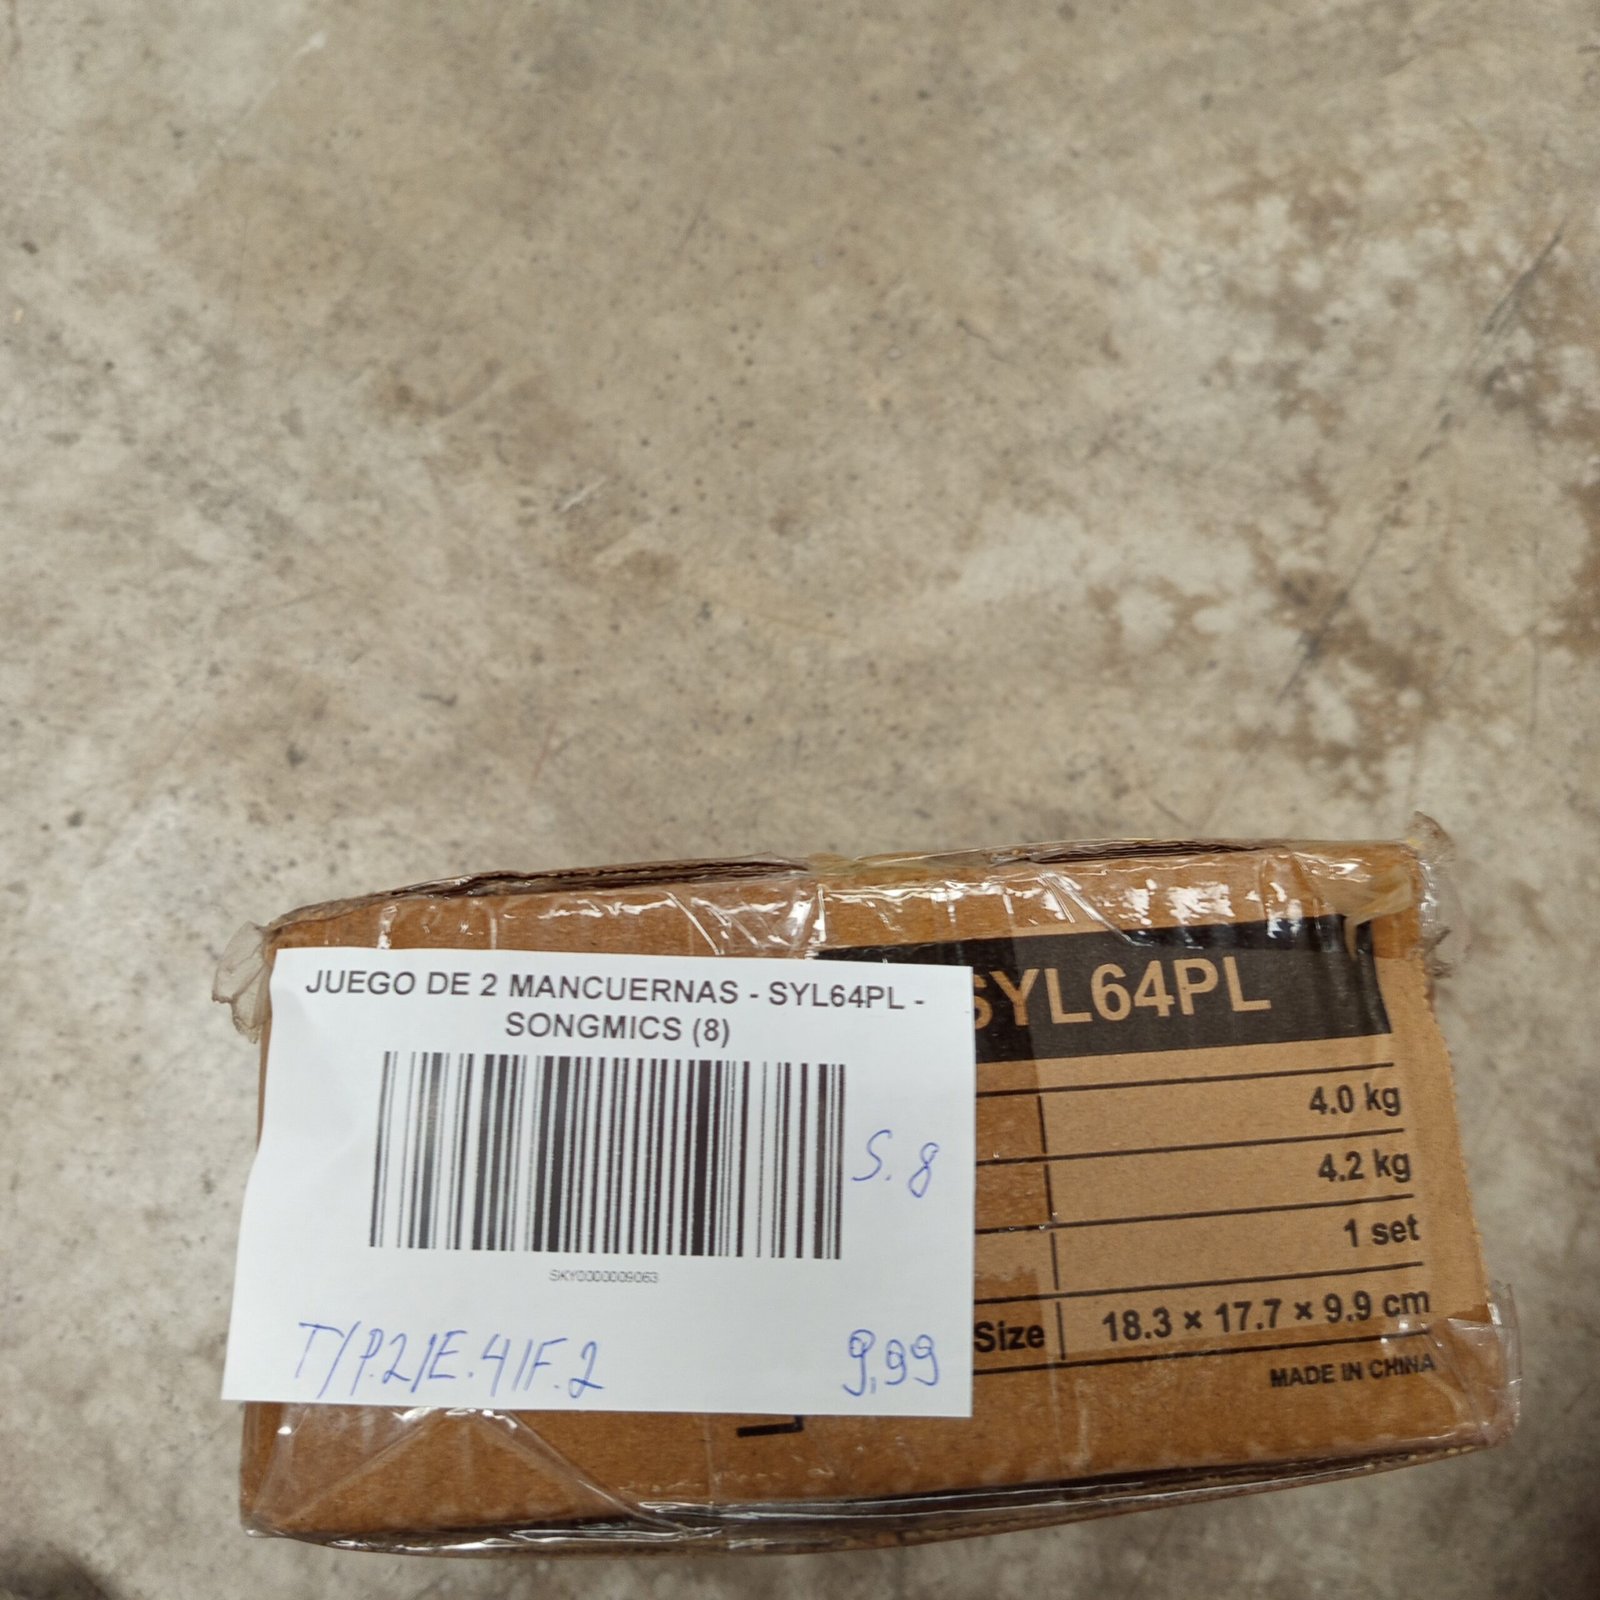 JUEGO DE 2 MANCUERNAS - SYL64PL -
SONGMICS (8)
S. 8
SKY0000009063
T/P.2/E.4/F.2
9,99
SYL64PL
4.0 kg
4.2 kg
1 set
Size 18.3 × 17.7 × 9.9 cm
MADE IN CHINA